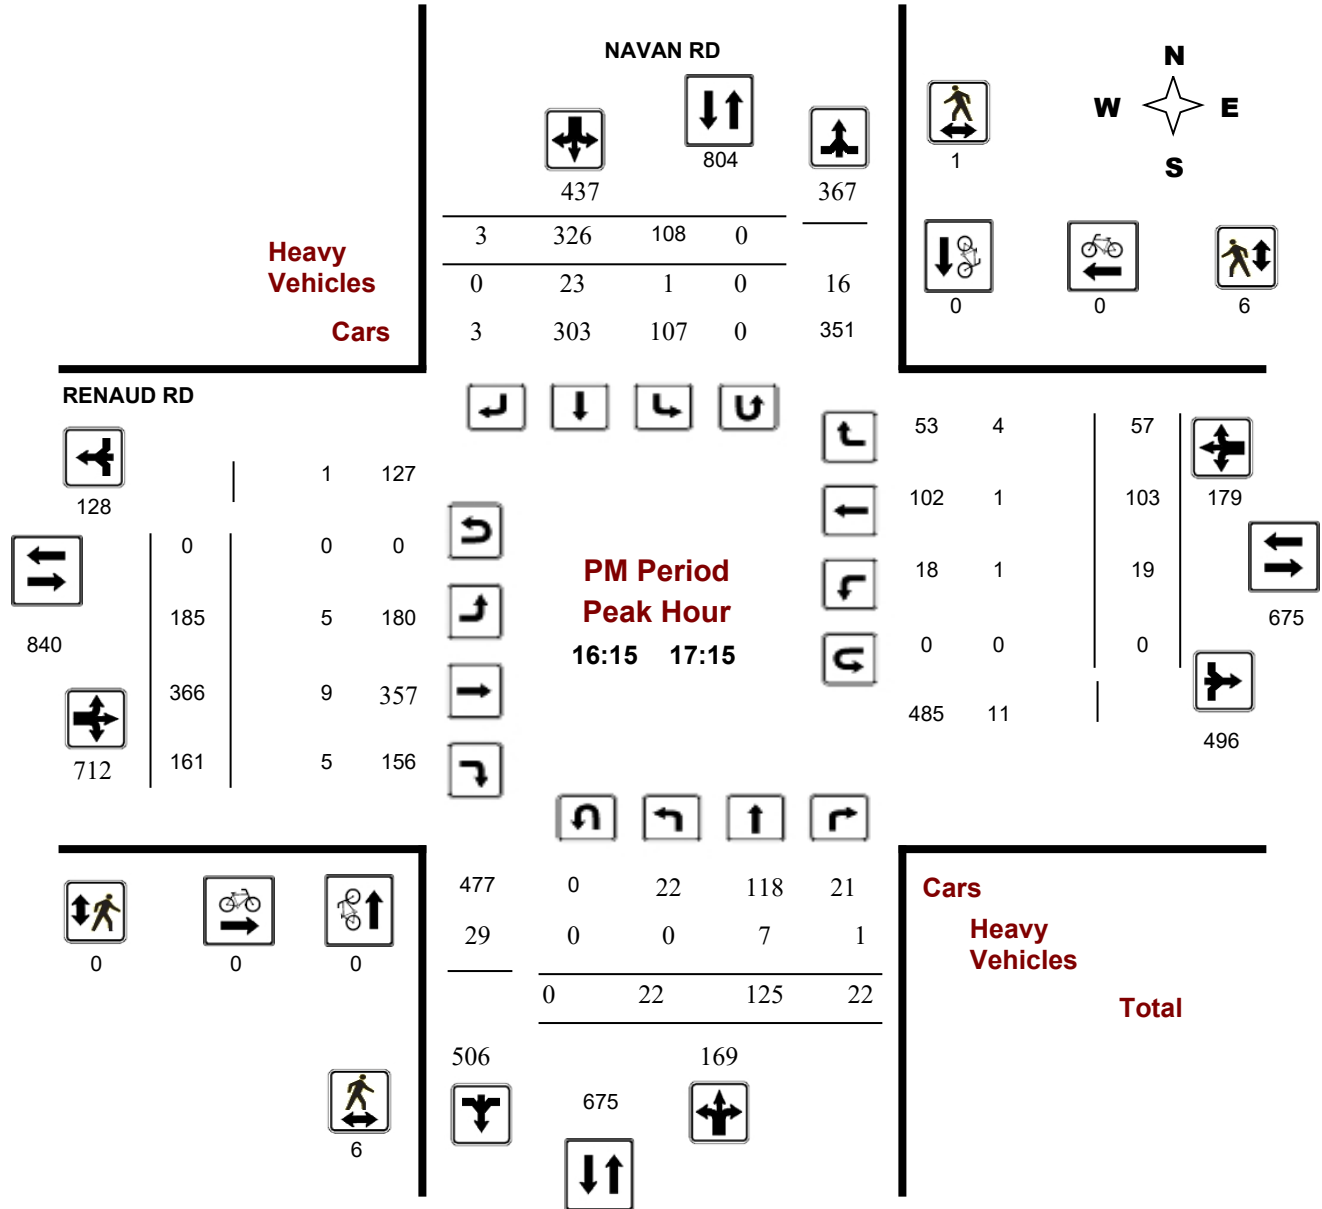 NAVAN RD
N
W E
S
804
1
437 367
3 326 108 0
Heavy
Vehicles
0 23 1 0 16
0 0 6
Cars
3 303 107 0 351
RENAUD RD
53 4 57
1 127
128
102 1 103 179
0 0 0
PM Period
18 1 19
Peak Hour
185 5 180
675
840
16:15 17:15
0 0 0
366 9 357
485 11
496
712 161 5 156
477 0 22 118 21
Cars
29 0 0 7 1
Heavy
Vehicles
0 0 0
0 22 125 22
Total
506 169
675
6